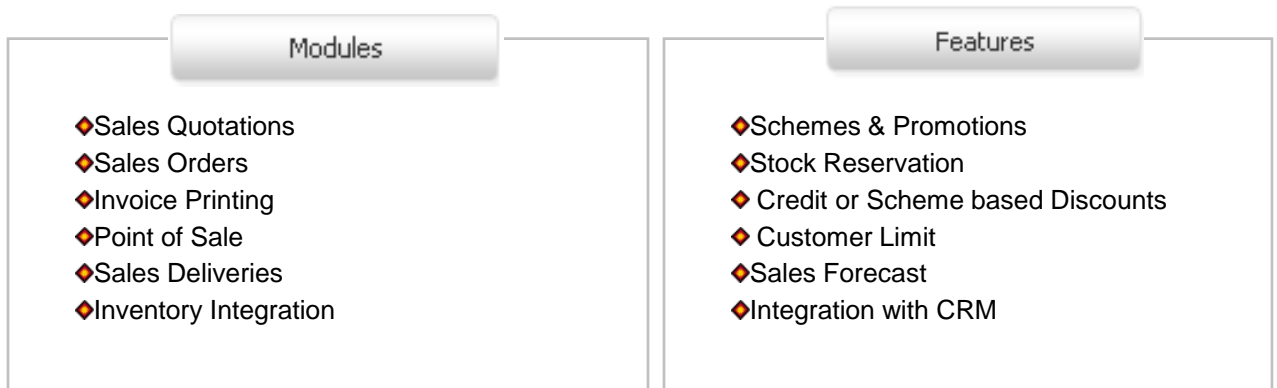 Modules
Sales Quotations
Sales Orders
Invoice Printing
Point of Sale
Sales Deliveries
Inventory Integration
Features
Schemes & Promotions
Stock Reservation
Credit or Scheme based Discounts
Customer Limit
Sales Forecast
Integration with CRM